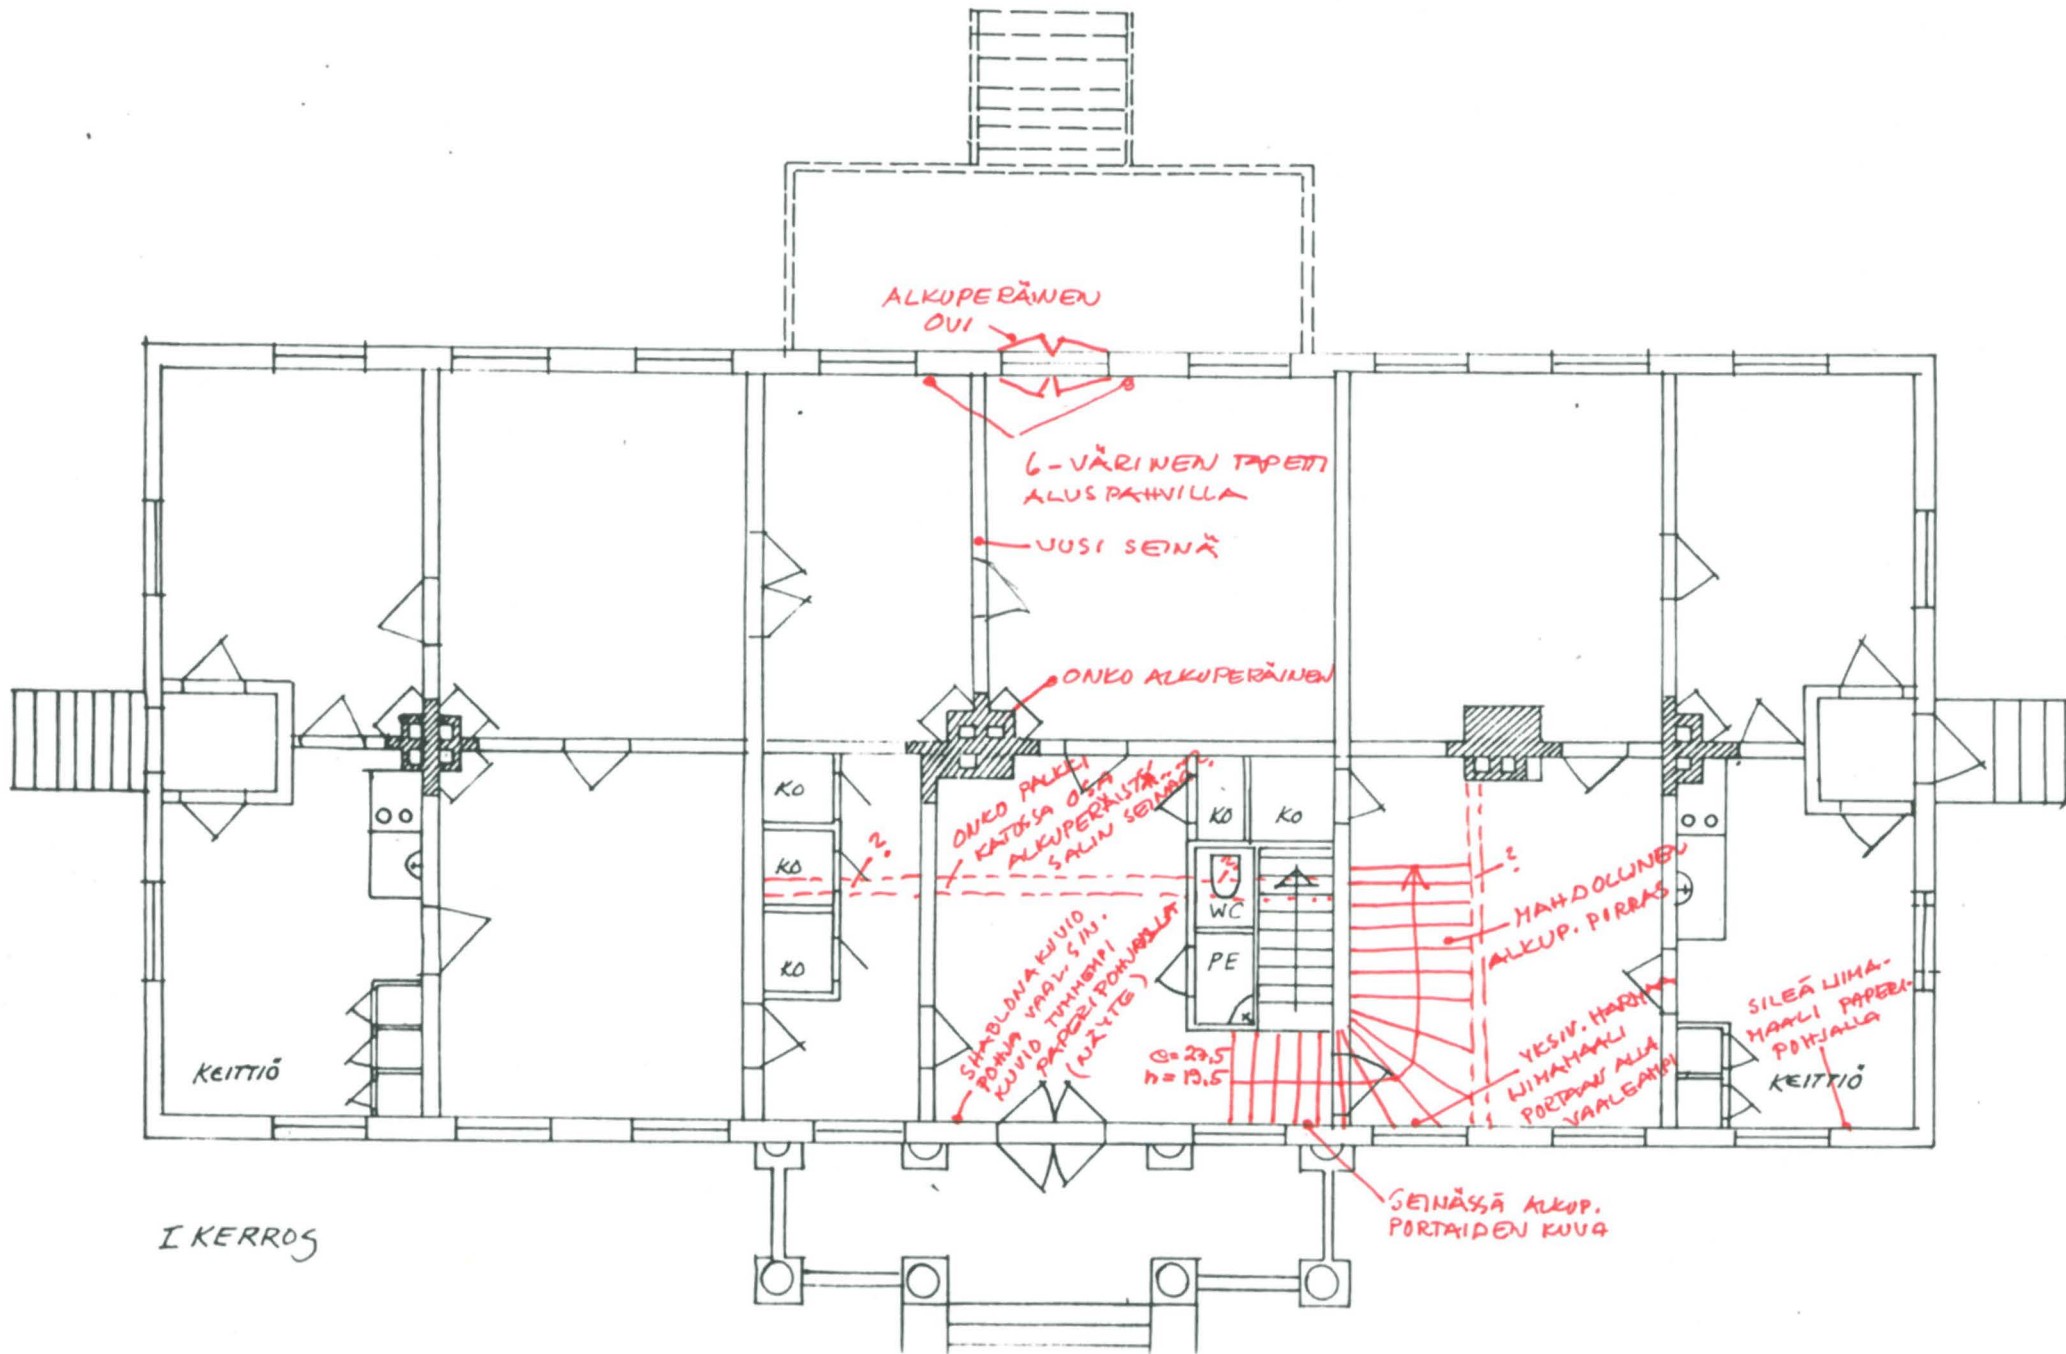 ALKUPERÄINEN
OVI
6-VÄRINEN TAPETTI
ALUSPAHVILLA
UUSI SEINÄ
ONKO ALKUPERÄINEN
ONKO PALKKI
KATOSSA OSA
ALKUPERÄISTÄ
SALIN SEINÄÄ
?
?
?
KO
KO
KO
KO
KO
WC
PE
MAHDOLLINEN
ALKUP. PORRAS
SHABLONAKUVIO
POHJA VAAL. SIN.
KUVIO TUMMEMPI
PAPERIPOHJALLA
(NÄYTE)
e=27,5
n=19,5
YKSIV. HARMAA
LIIMAMAALI
PORTAAN ALLA
VAALEAMPI
SILEÄ LIIMA-
MAALI PAPERI-
POHJALLA
KEITTIÖ
KEITTIÖ
SEINÄSSÄ ALKUP.
PORTAIDEN KUVA
I KERROS